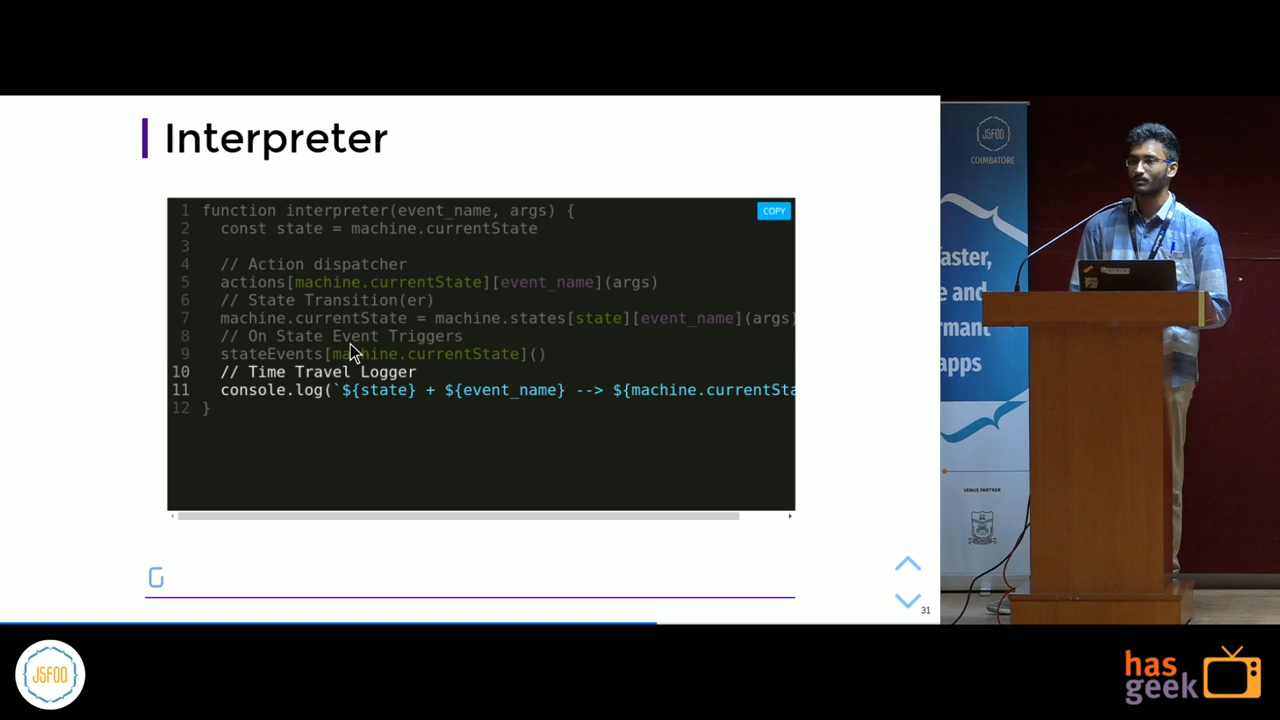 Interpreter
COPY
1 function interpreter(event_name, args) {
2 const state = machine.currentState
3
4 // Action dispatcher
5 actions[machine.currentState][event_name](args)
6 // State Transition(er)
7 machine.currentState = machine.states[state][event_name](args)
8 // On State Event Triggers
9 stateEvents[machine.currentState]()
10 // Time Travel Logger
11 console.log(`${state} + ${event_name} --> ${machine.currentSta
12 }
31
JSFOO
COIMBATORE
aster,
e and
rmant
apps
VENUE PARTNER
JSFOO
has
geek